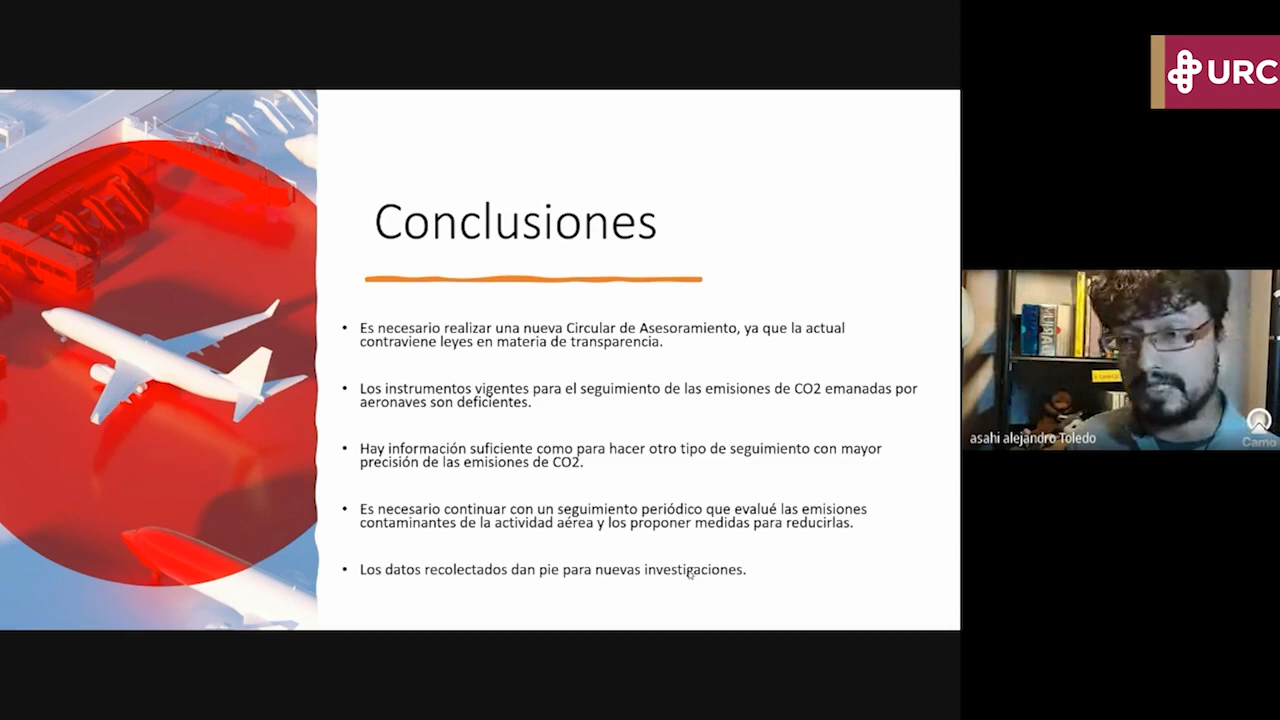 URC
Conclusiones
• Es necesario realizar una nueva Circular de Asesoramiento, ya que la actual
contraviene leyes en materia de transparencia.
• Los instrumentos vigentes para el seguimiento de las emisiones de CO2 emanadas por
aeronaves son deficientes.
• Hay información suficiente como para hacer otro tipo de seguimiento con mayor
precisión de las emisiones de CO2.
• Es necesario continuar con un seguimiento periódico que evalué las emisiones
contaminantes de la actividad aérea y los proponer medidas para reducirlas.
• Los datos recolectados dan pie para nuevas investigaciones.
asahi alejandro Toledo
Camo